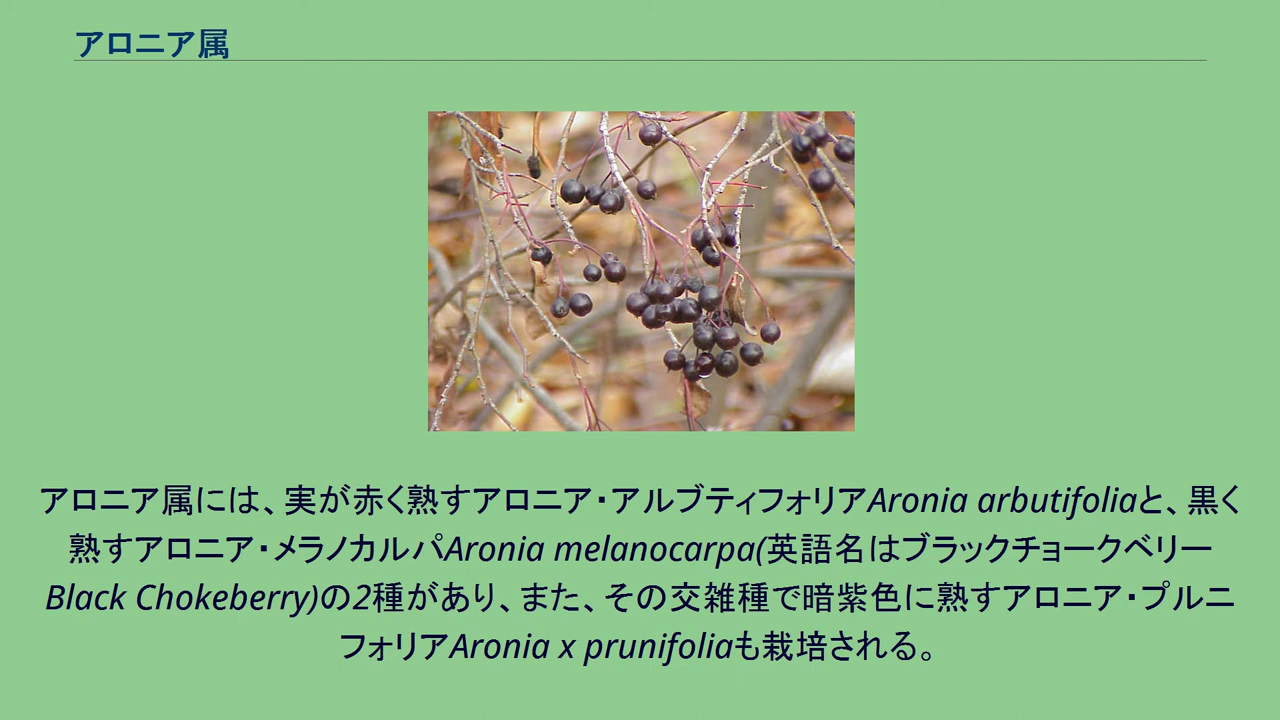 アロニア属
アロニア属には、実が赤く熟すアロニア・アルブティフォリアAronia arbutifoliaと、黒く
熟すアロニア・メラノカルパAronia melanocarpa(英語名はブラックチョークベリー
Black Chokeberry)の2種があり、また、その交雑種で暗紫色に熟すアロニア・プルニ
フォリアAronia x prunifoliaも栽培される。